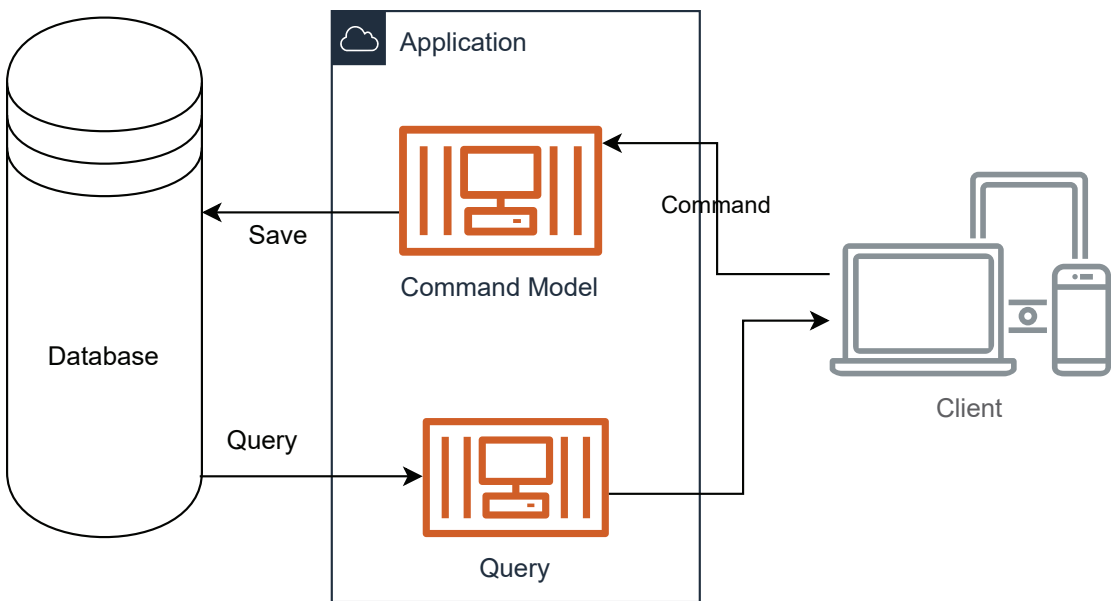 Application
Command
Save
Command Model
Database
Client
Query
Query